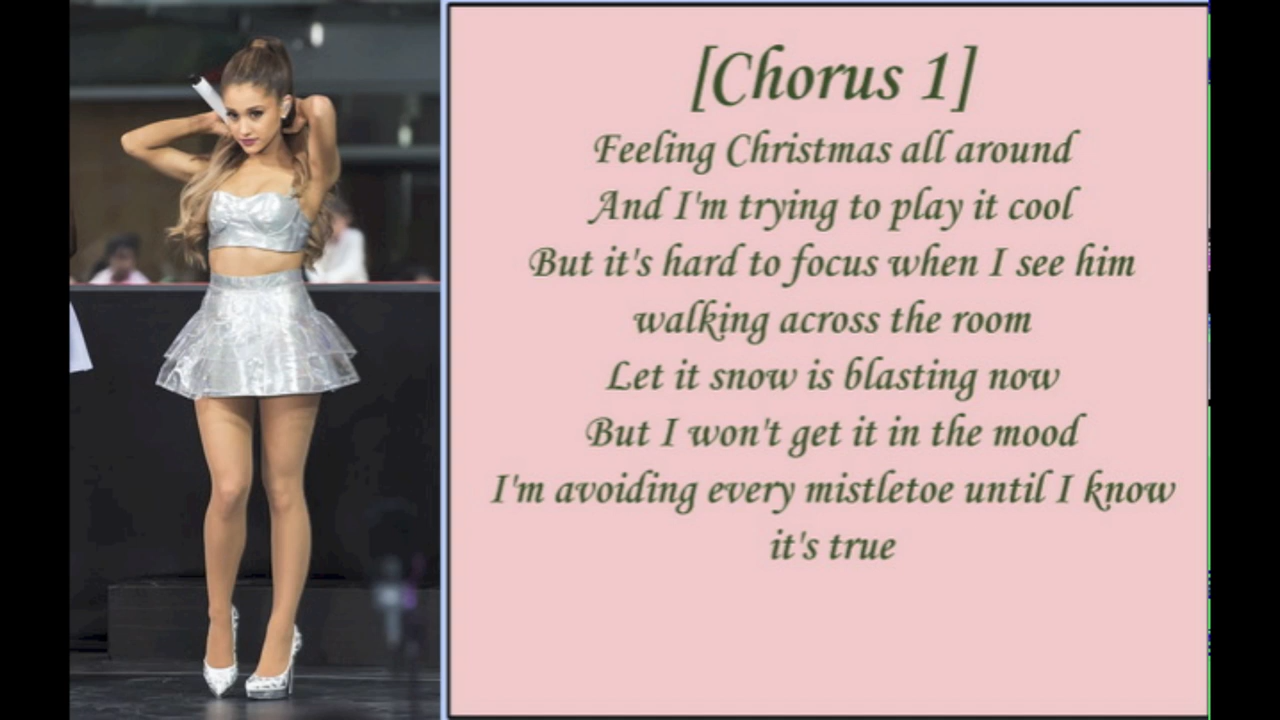 [Chorus 1]
Feeling Christmas all around
And I'm trying to play it cool
But it's hard to focus when I see him
walking across the room
Let it snow is blasting now
But I won't get it in the mood
I'm avoiding every mistletoe until I know
it's true